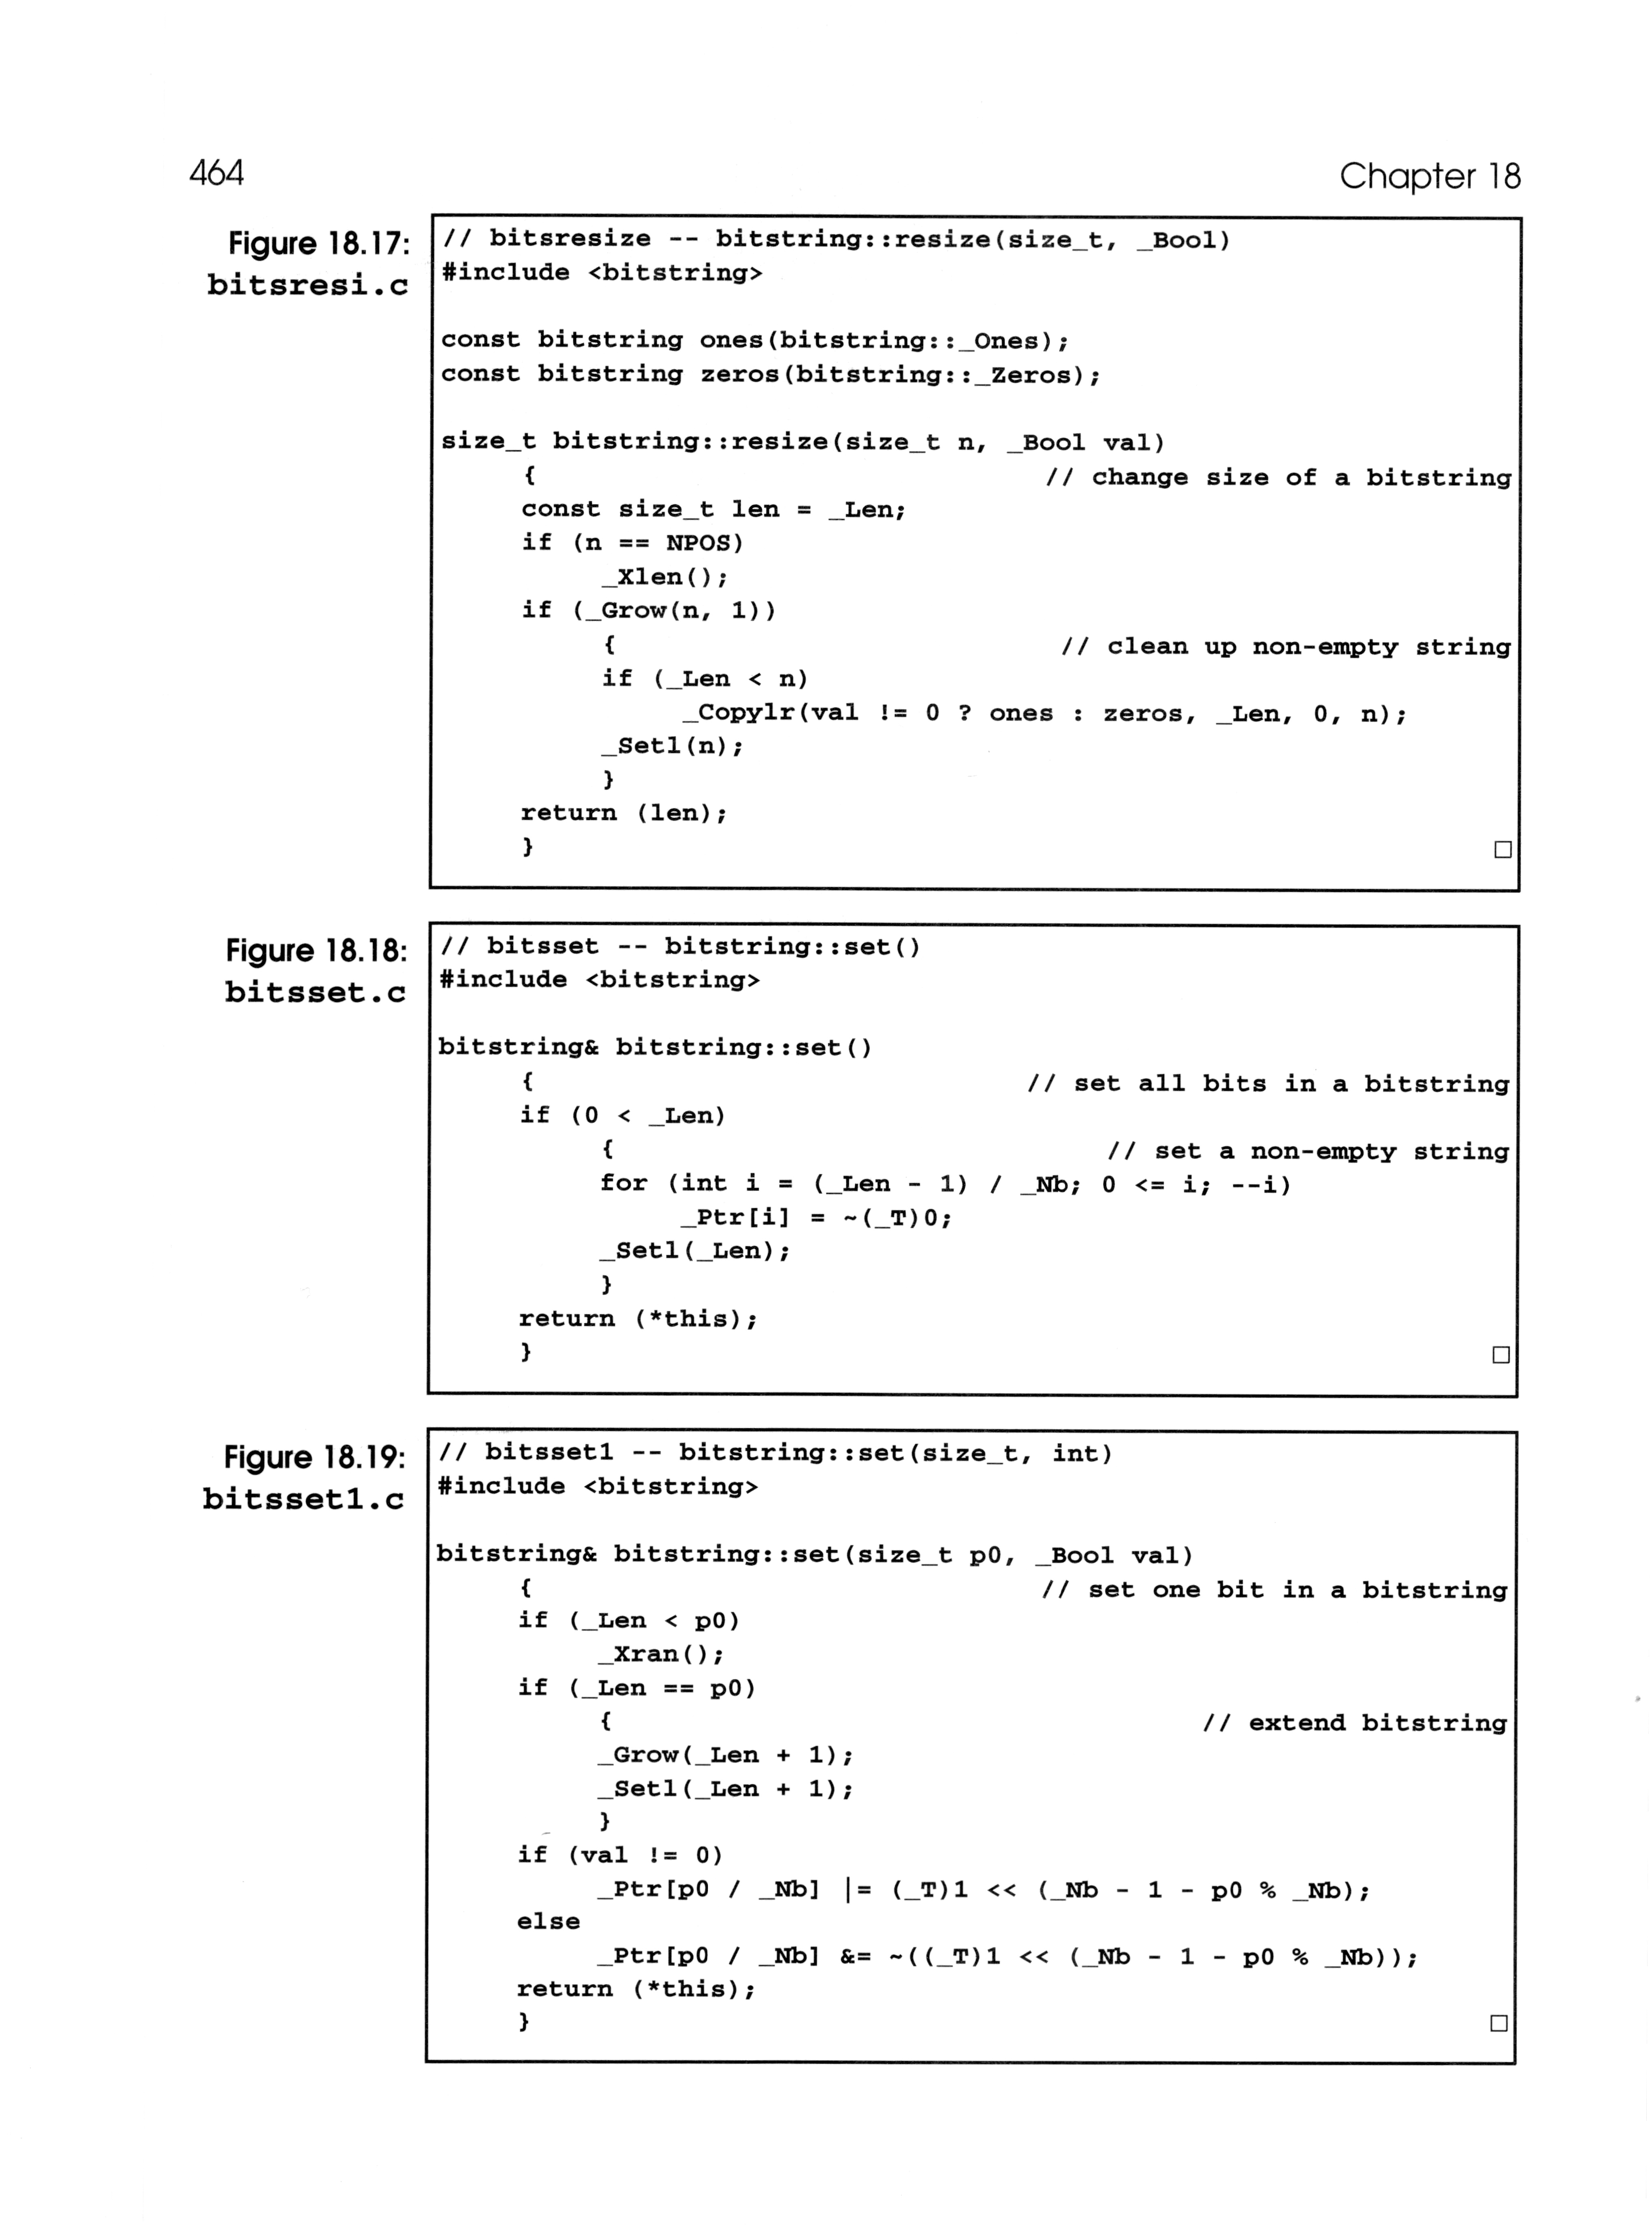 464
Chapter 18
Figure 18.17:
bitsresi.c
// bitsresize -- bitstring::resize(size_t, _Bool)
#include <bitstring>
const bitstring ones(bitstring::_Ones);
const bitstring zeros(bitstring::_Zeros);
size_t bitstring::resize(size_t n, _Bool val)
{ // change size of a bitstring
const size_t len = _Len;
if (n == NPOS)
_Xlen();
if (_Grow(n, 1))
{ // clean up non-empty string
if (_Len < n)
_Copylr(val != 0 ? ones : zeros, _Len, 0, n);
_Setl(n);
}
return (len);
}
Figure 18.18:
bitsset.c
// bitsset -- bitstring::set()
#include <bitstring>
bitstring& bitstring::set()
{ // set all bits in a bitstring
if (0 < _Len)
{ // set a non-empty string
for (int i = (_Len - 1) / _Nb; 0 <= i; --i)
_Ptr[i] = ~(_T)0;
_Setl(_Len);
}
return (*this);
}
Figure 18.19:
bitsset1.c
// bitsset1 -- bitstring::set(size_t, int)
#include <bitstring>
bitstring& bitstring::set(size_t p0, _Bool val)
{ // set one bit in a bitstring
if (_Len < p0)
_Xran();
if (_Len == p0)
{ // extend bitstring
_Grow(_Len + 1);
_Setl(_Len + 1);
}
if (val != 0)
_Ptr[p0 / _Nb] |= (_T)1 << (_Nb - 1 - p0 % _Nb);
else
_Ptr[p0 / _Nb] &= ~((_T)1 << (_Nb - 1 - p0 % _Nb));
return (*this);
}